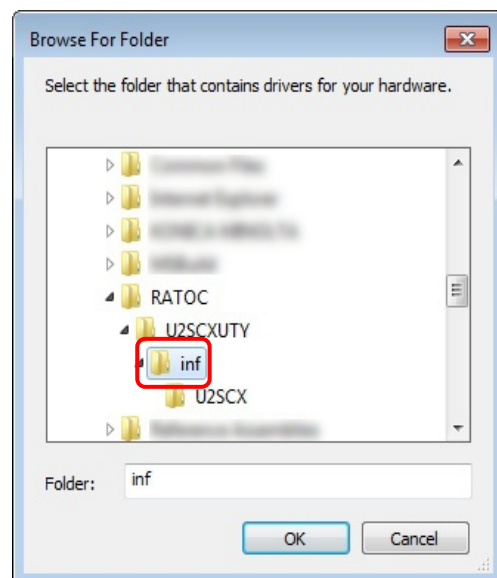 Browse For Folder
Select the folder that contains drivers for your hardware.
RATOC
U2SCXUTY
inf
U2SCX
Folder: inf
OK Cancel